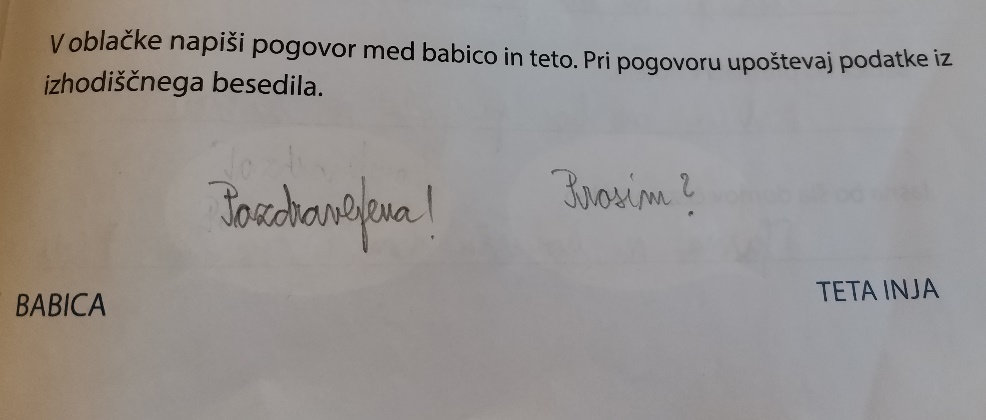 V oblačke napiši pogovor med babico in teto. Pri pogovoru upoštevaj podatke iz
izhodiščnega besedila.
Pozdravljena!
Prosim?
BABICA
TETA INJA